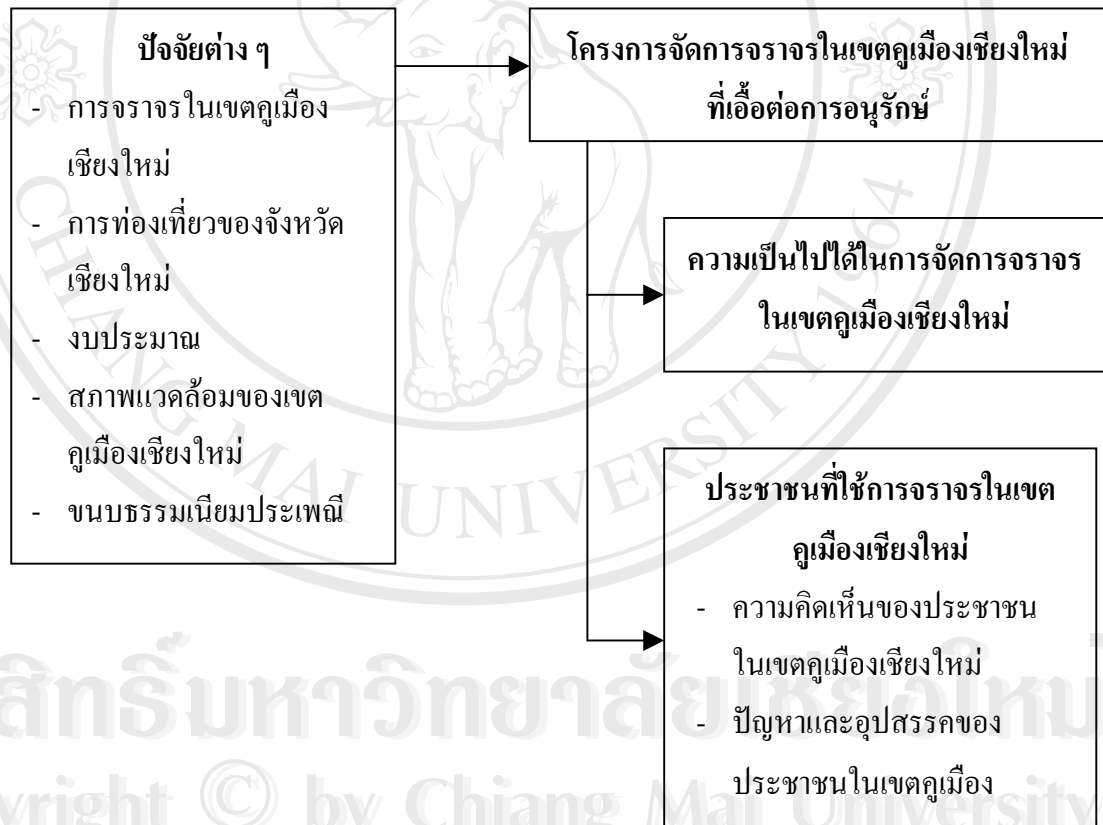 ปัจจัยต่าง ๆ
- การจราจรในเขตคูเมือง
เชียงใหม่
- การท่องเที่ยวของจังหวัด
เชียงใหม่
- งบประมาณ
- สภาพแวดล้อมของเขต
คูเมืองเชียงใหม่
- ขนบธรรมเนียมประเพณี
โครงการจัดการจราจรในเขตคูเมืองเชียงใหม่
ที่เอื้อต่อการอนุรักษ์
ความเป็นไปได้ในการจัดการจราจร
ในเขตคูเมืองเชียงใหม่
ประชาชนที่ใช้การจราจรในเขต
คูเมืองเชียงใหม่
- ความคิดเห็นของประชาชน
ในเขตคูเมืองเชียงใหม่
- ปัญหาและอุปสรรคของ
ประชาชนในเขตคูเมือง
CHIANG MAI UNIVERSITY 1964
สิทธิ์มหาวิทยาลัยเชียงใหม่
yright © by Chiang Mai University